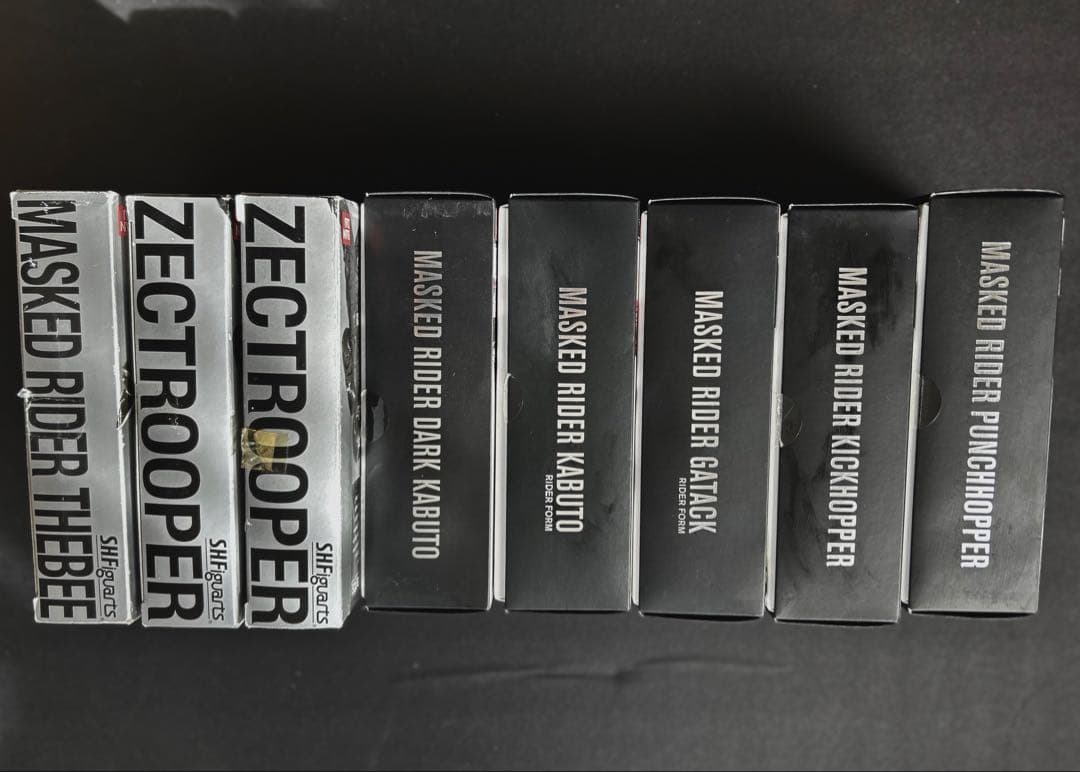 MASKED RIDER THEBEE
SHFiguarts
ZECTROOPER
SHFiguarts
ZECTROOPER
SHFiguarts
MASKED RIDER DARK KABUTO
MASKED RIDER KABUTO
RIDER FORM
MASKED RIDER GATACK
RIDER FORM
MASKED RIDER KICKHOPPER
MASKED RIDER PUNCHHOPPER